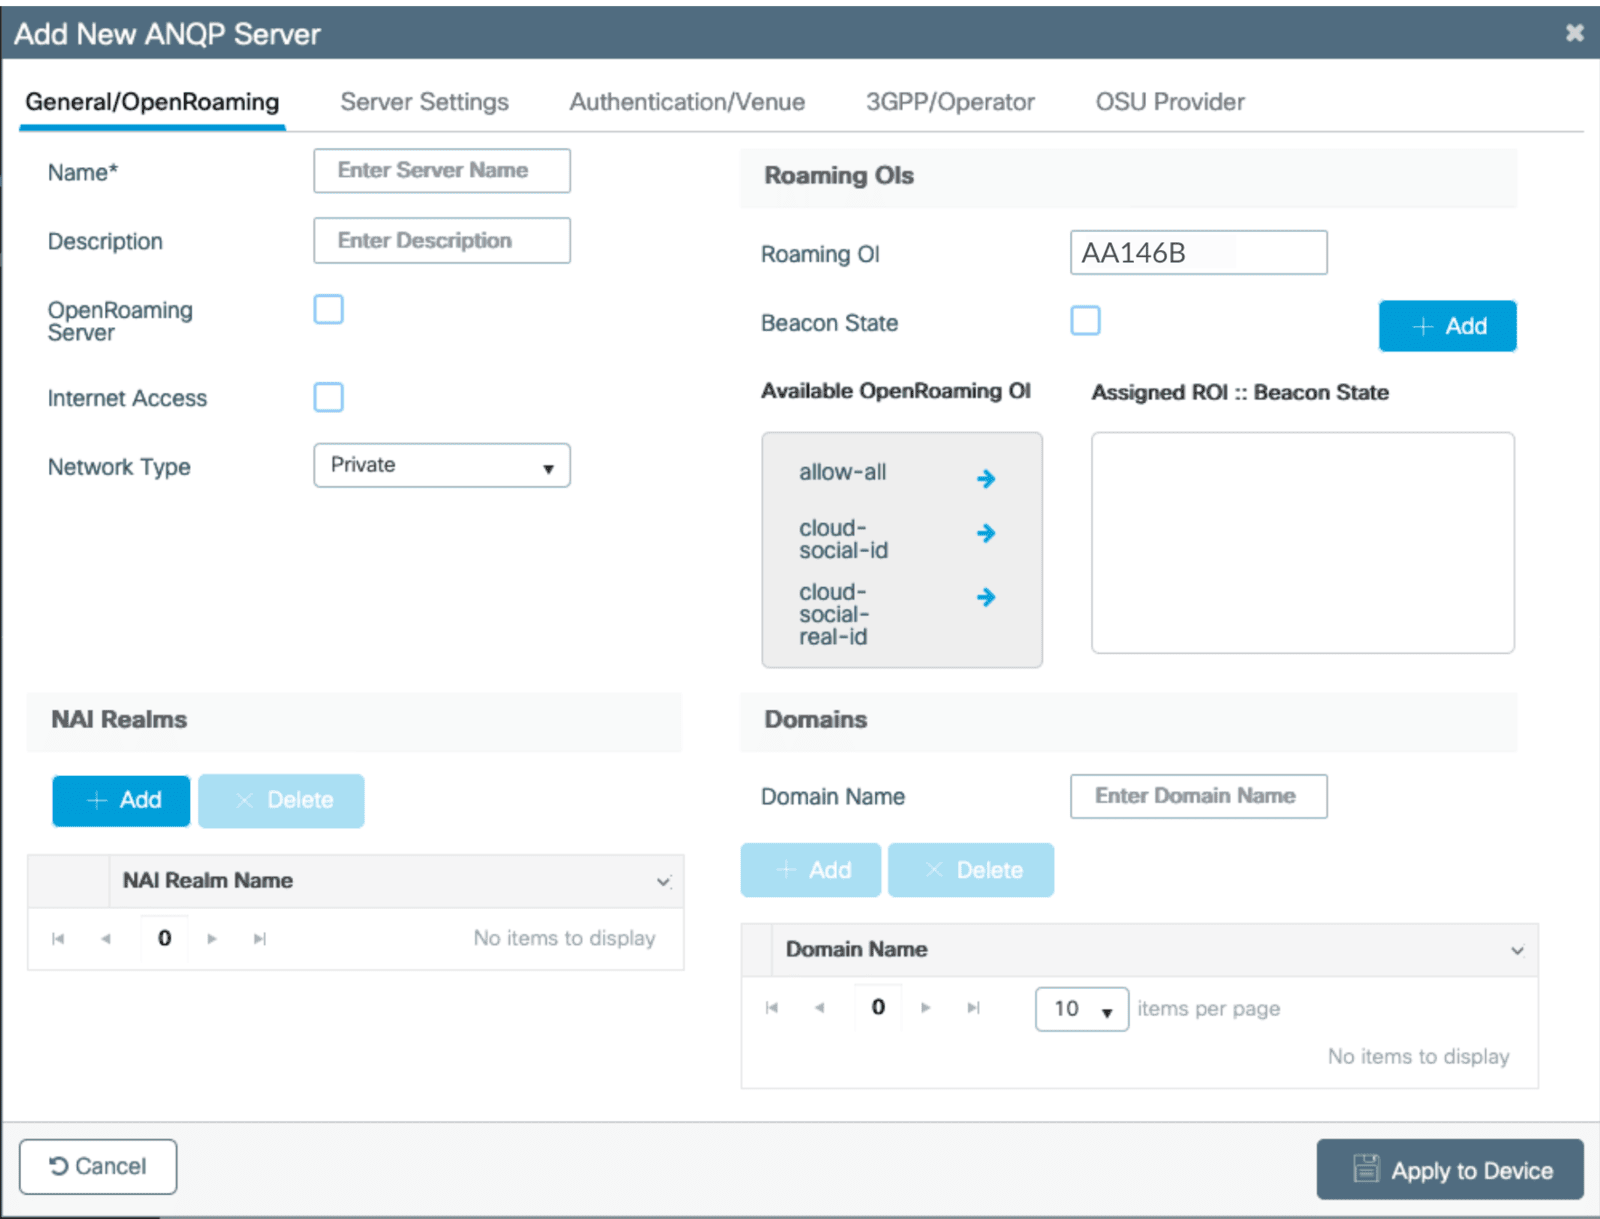 Add New ANQP Server
General/OpenRoaming Server Settings Authentication/Venue 3GPP/Operator OSU Provider
Name*
Enter Server Name
Description
Enter Description
OpenRoaming
Server
Internet Access
Network Type
Private
Roaming OIs
Roaming OI
AA146B
Beacon State
Add
Available OpenRoaming OI
Assigned ROI :: Beacon State
allow-all
cloud-
social-id
cloud-
social-
real-id
NAI Realms
Add
Delete
NAI Realm Name
0
No items to display
Domains
Domain Name
Enter Domain Name
Add
Delete
Domain Name
0
10
items per page
No items to display
Cancel
Apply to Device